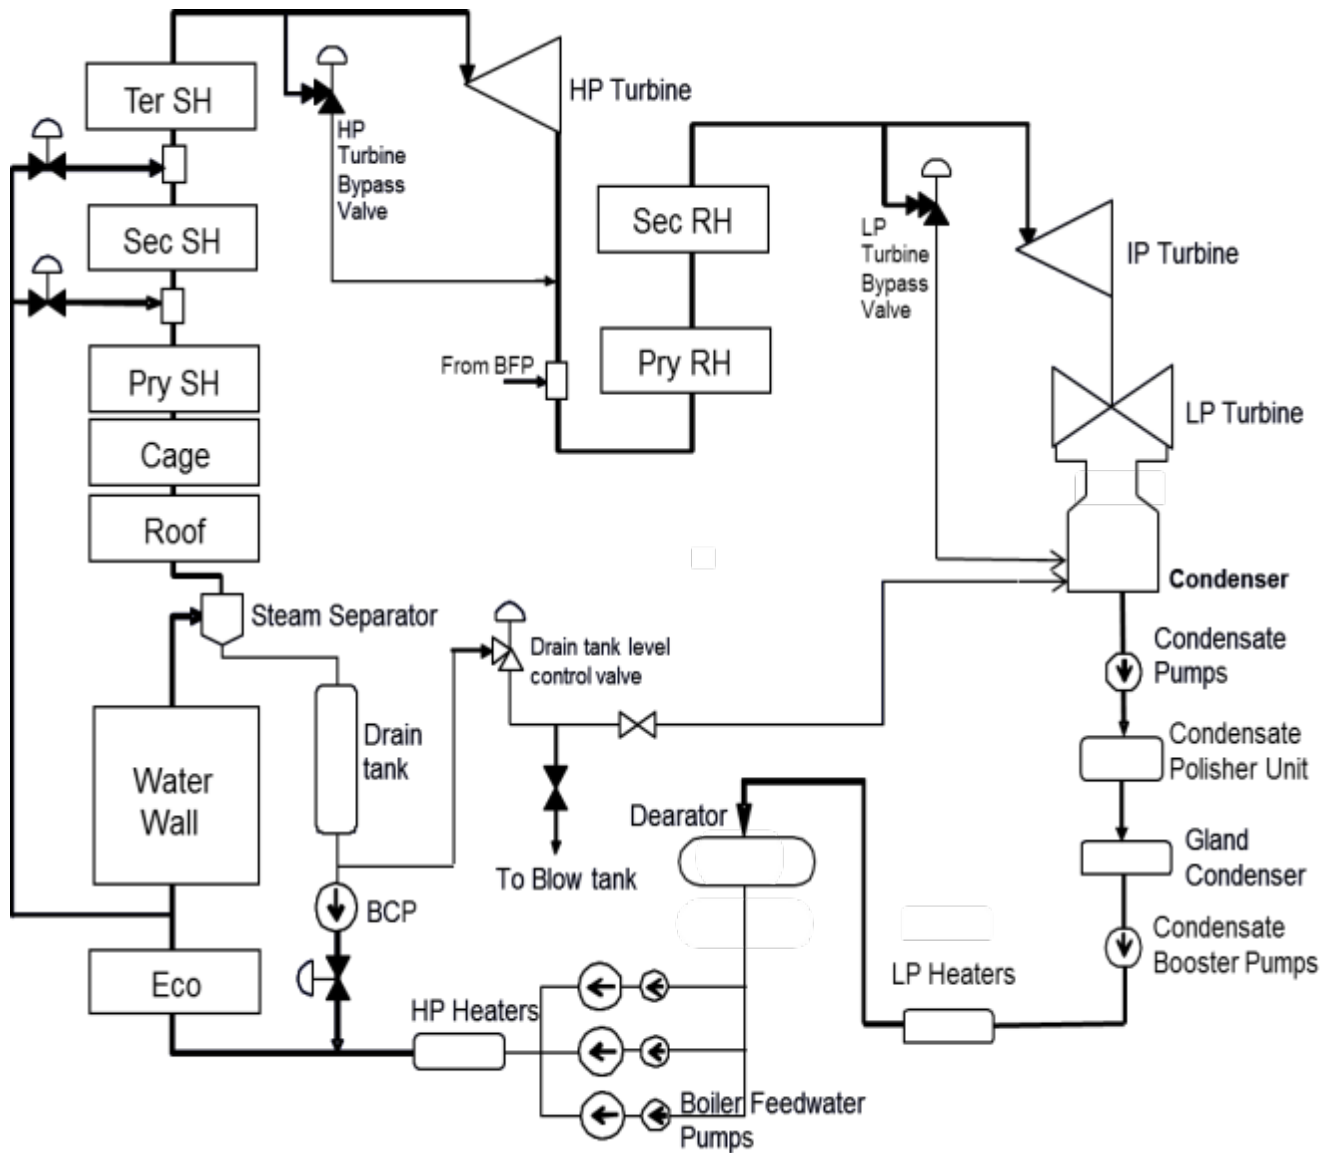 Ter SH
HP Turbine
HP
Turbine
Bypass
Valve
Sec SH
Sec RH
LP
Turbine
Bypass
Valve
IP Turbine
Pry SH
From BFP
Pry RH
LP Turbine
Cage
Roof
Condenser
Steam Separator
Drain tank level
control valve
Condensate
Pumps
Water
Wall
Drain
tank
Condensate
Polisher Unit
Dearator
To Blow tank
Gland
Condenser
BCP
Condensate
Booster Pumps
Eco
HP Heaters
LP Heaters
Boiler Feedwater
Pumps